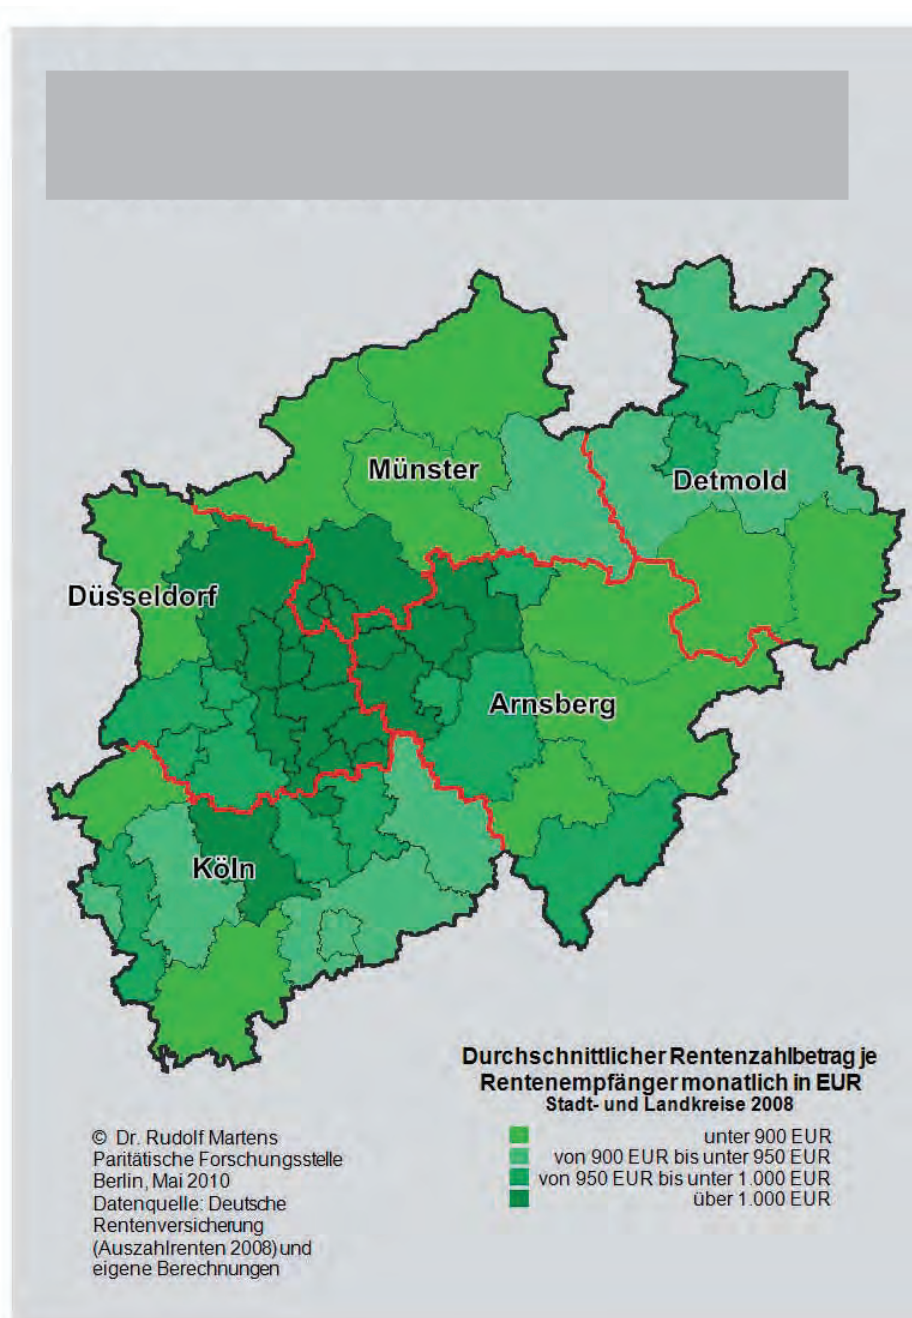 Münster
Detmold
Düsseldorf
Arnsberg
Köln
Durchschnittlicher Rentenzahlbetrag je
Rentenempfänger monatlich in EUR
Stadt- und Landkreise 2008
unter 900 EUR
von 900 EUR bis unter 950 EUR
von 950 EUR bis unter 1.000 EUR
über 1.000 EUR
© Dr. Rudolf Martens
Paritätische Forschungsstelle
Berlin, Mai 2010
Datenquelle: Deutsche
Rentenversicherung
(Auszahlrenten 2008) und
eigene Berechnungen